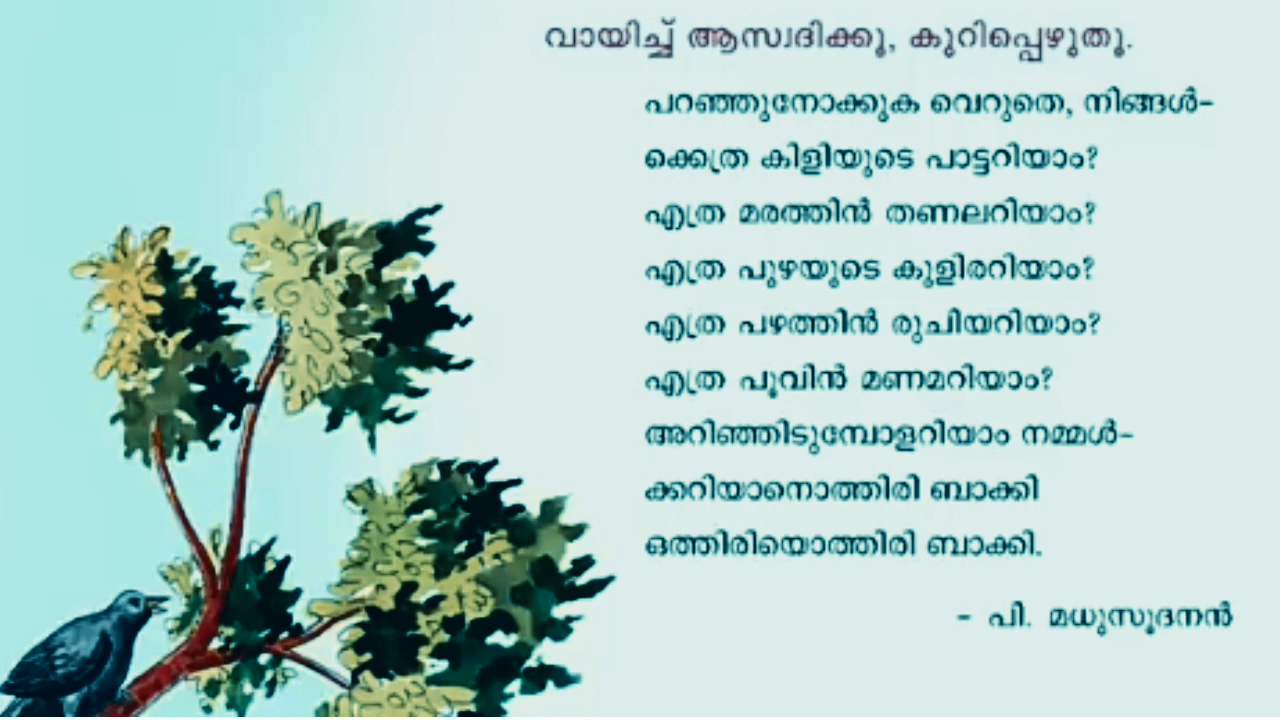 വായിച്ച് ആസ്വദിക്കൂ, കുറിപ്പെഴുതൂ.
പറഞ്ഞുനോക്കുക വെറുതെ, നിങ്ങൾ-
ക്കെത്ര കിളിയുടെ പാട്ടറിയാം?
എത്ര മരത്തിൻ തണലറിയാം?
എത്ര പുഴയുടെ കുളിരറിയാം?
എത്ര പഴത്തിൻ രുചിയറിയാം?
എത്ര പൂവിൻ മണമറിയാം?
അറിഞ്ഞിടുമ്പോളറിയാം നമ്മൾ-
ക്കറിയാനൊത്തിരി ബാക്കി
ഒത്തിരിയൊത്തിരി ബാക്കി.
- പി. മധുസൂദനൻ